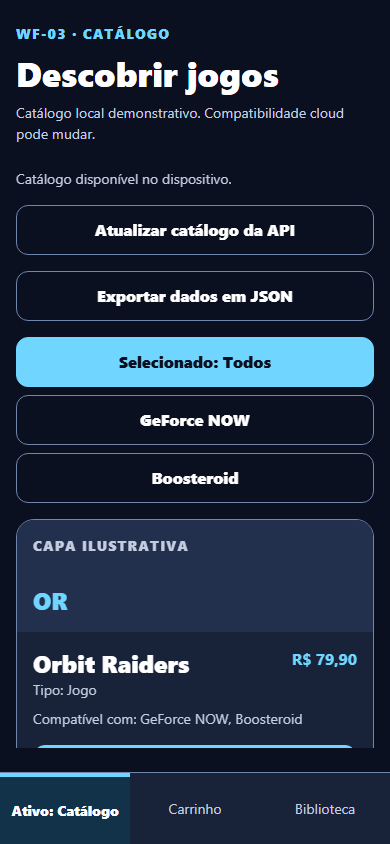 WF-03 · CATÁLOGO
Descobrir jogos
Catálogo local demonstrativo. Compatibilidade cloud
pode mudar.
Catálogo disponível no dispositivo.
Atualizar catálogo da API
Exportar dados em JSON
Selecionado: Todos
GeForce NOW
Boosteroid
CAPA ILUSTRATIVA
OR
Orbit Raiders
R$ 79,90
Tipo: Jogo
Compatível com: GeForce NOW, Boosteroid
Ativo: Catálogo
Carrinho
Biblioteca